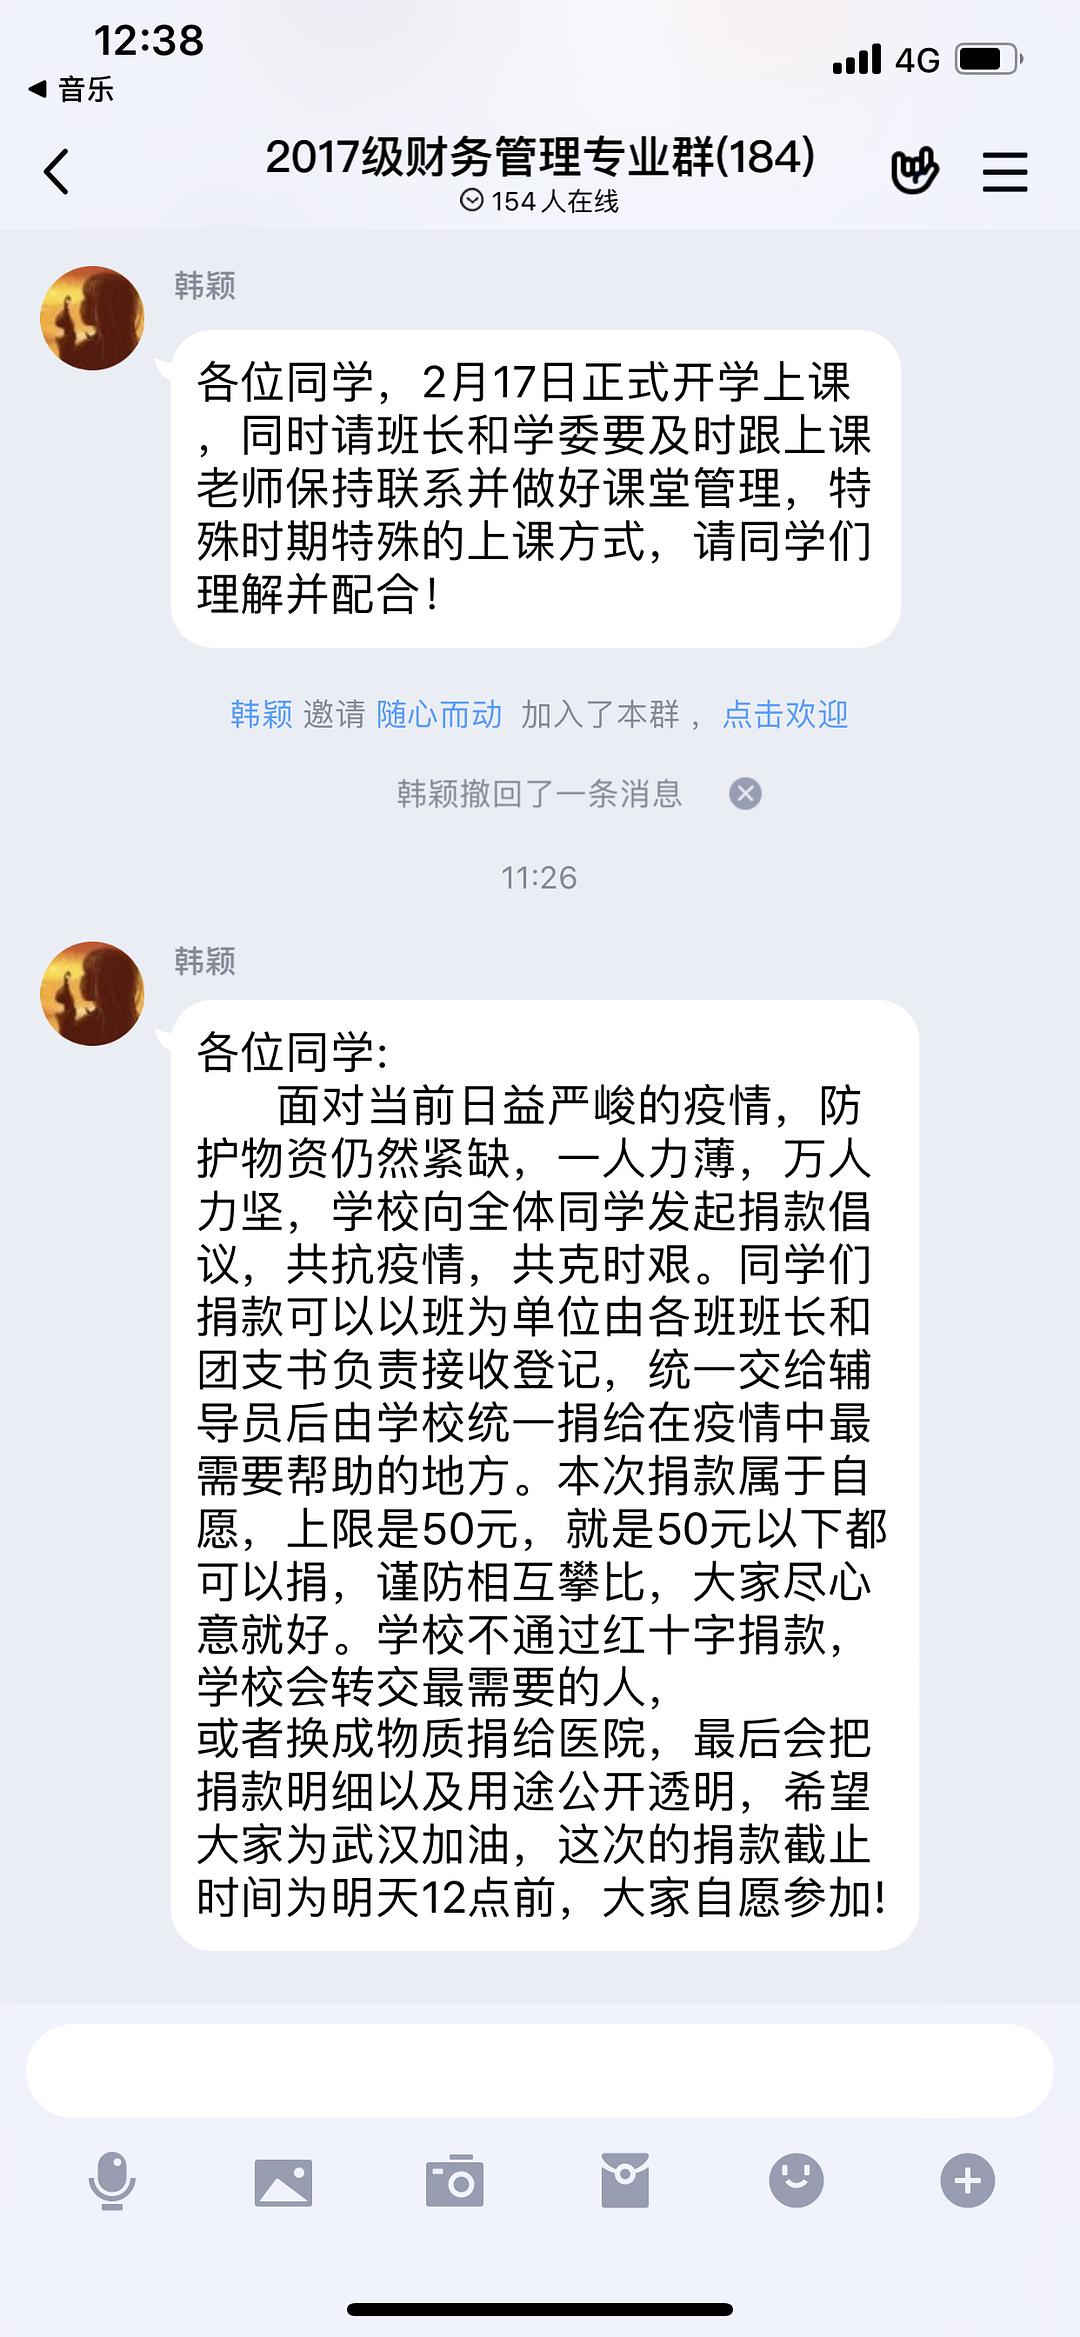 12:38
4G
音乐
2017级财务管理专业群(184)
154人在线
韩颖
各位同学，2月17日正式开学上课
，同时请班长和学委要及时跟上课
老师保持联系并做好课堂管理，特
殊时期特殊的上课方式，请同学们
理解并配合！
韩颖 邀请 随心而动 加入了本群， 点击欢迎
韩颖撤回了一条消息
11:26
韩颖
各位同学:
面对当前日益严峻的疫情，防
护物资仍然紧缺，一人力薄，万人
力坚，学校向全体同学发起捐款倡
议，共抗疫情，共克时艰。同学们
捐款可以以班为单位由各班班长和
团支书负责接收登记，统一交给辅
导员后由学校统一捐给在疫情中最
需要帮助的地方。本次捐款属于自
愿，上限是50元，就是50元以下都
可以捐，谨防相互攀比，大家尽心
意就好。学校不通过红十字捐款，
学校会转交最需要的人，
或者换成物质捐给医院，最后会把
捐款明细以及用途公开透明，希望
大家为武汉加油，这次的捐款截止
时间为明天12点前，大家自愿参加!